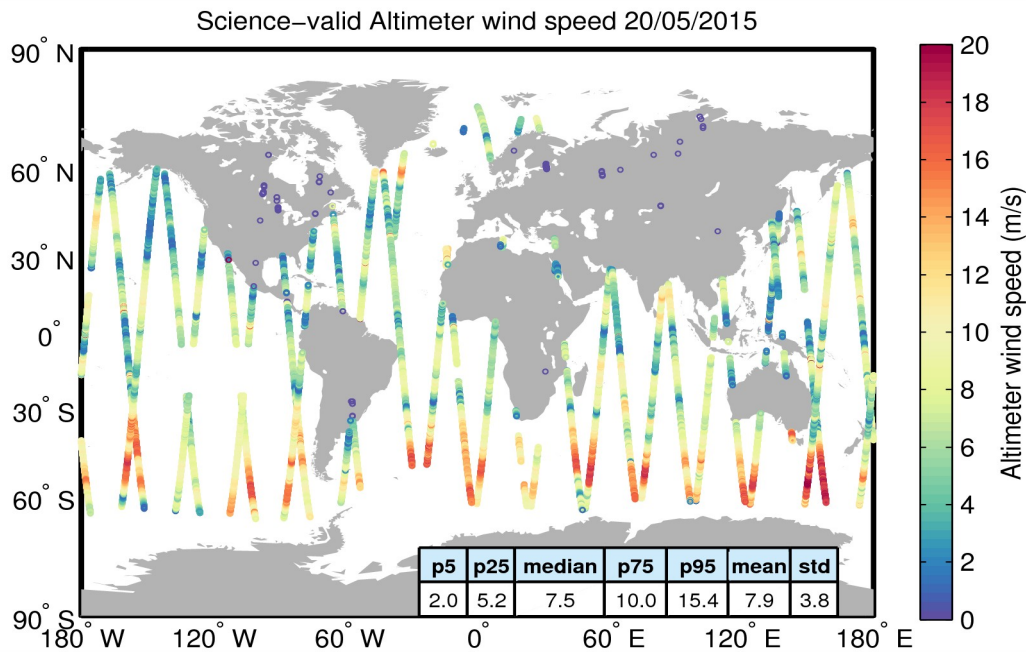 Science−valid Altimeter wind speed 20/05/2015
90° N
60° N
30° N
0°
30° S
60° S
90° S
180° W
120° W
60° W
0°
60° E
120° E
180° E
p5 p25 median p75 p95 mean std
2.0 5.2 7.5 10.0 15.4 7.9 3.8
20
18
16
14
12
10
8
6
4
2
0
Altimeter wind speed (m/s)